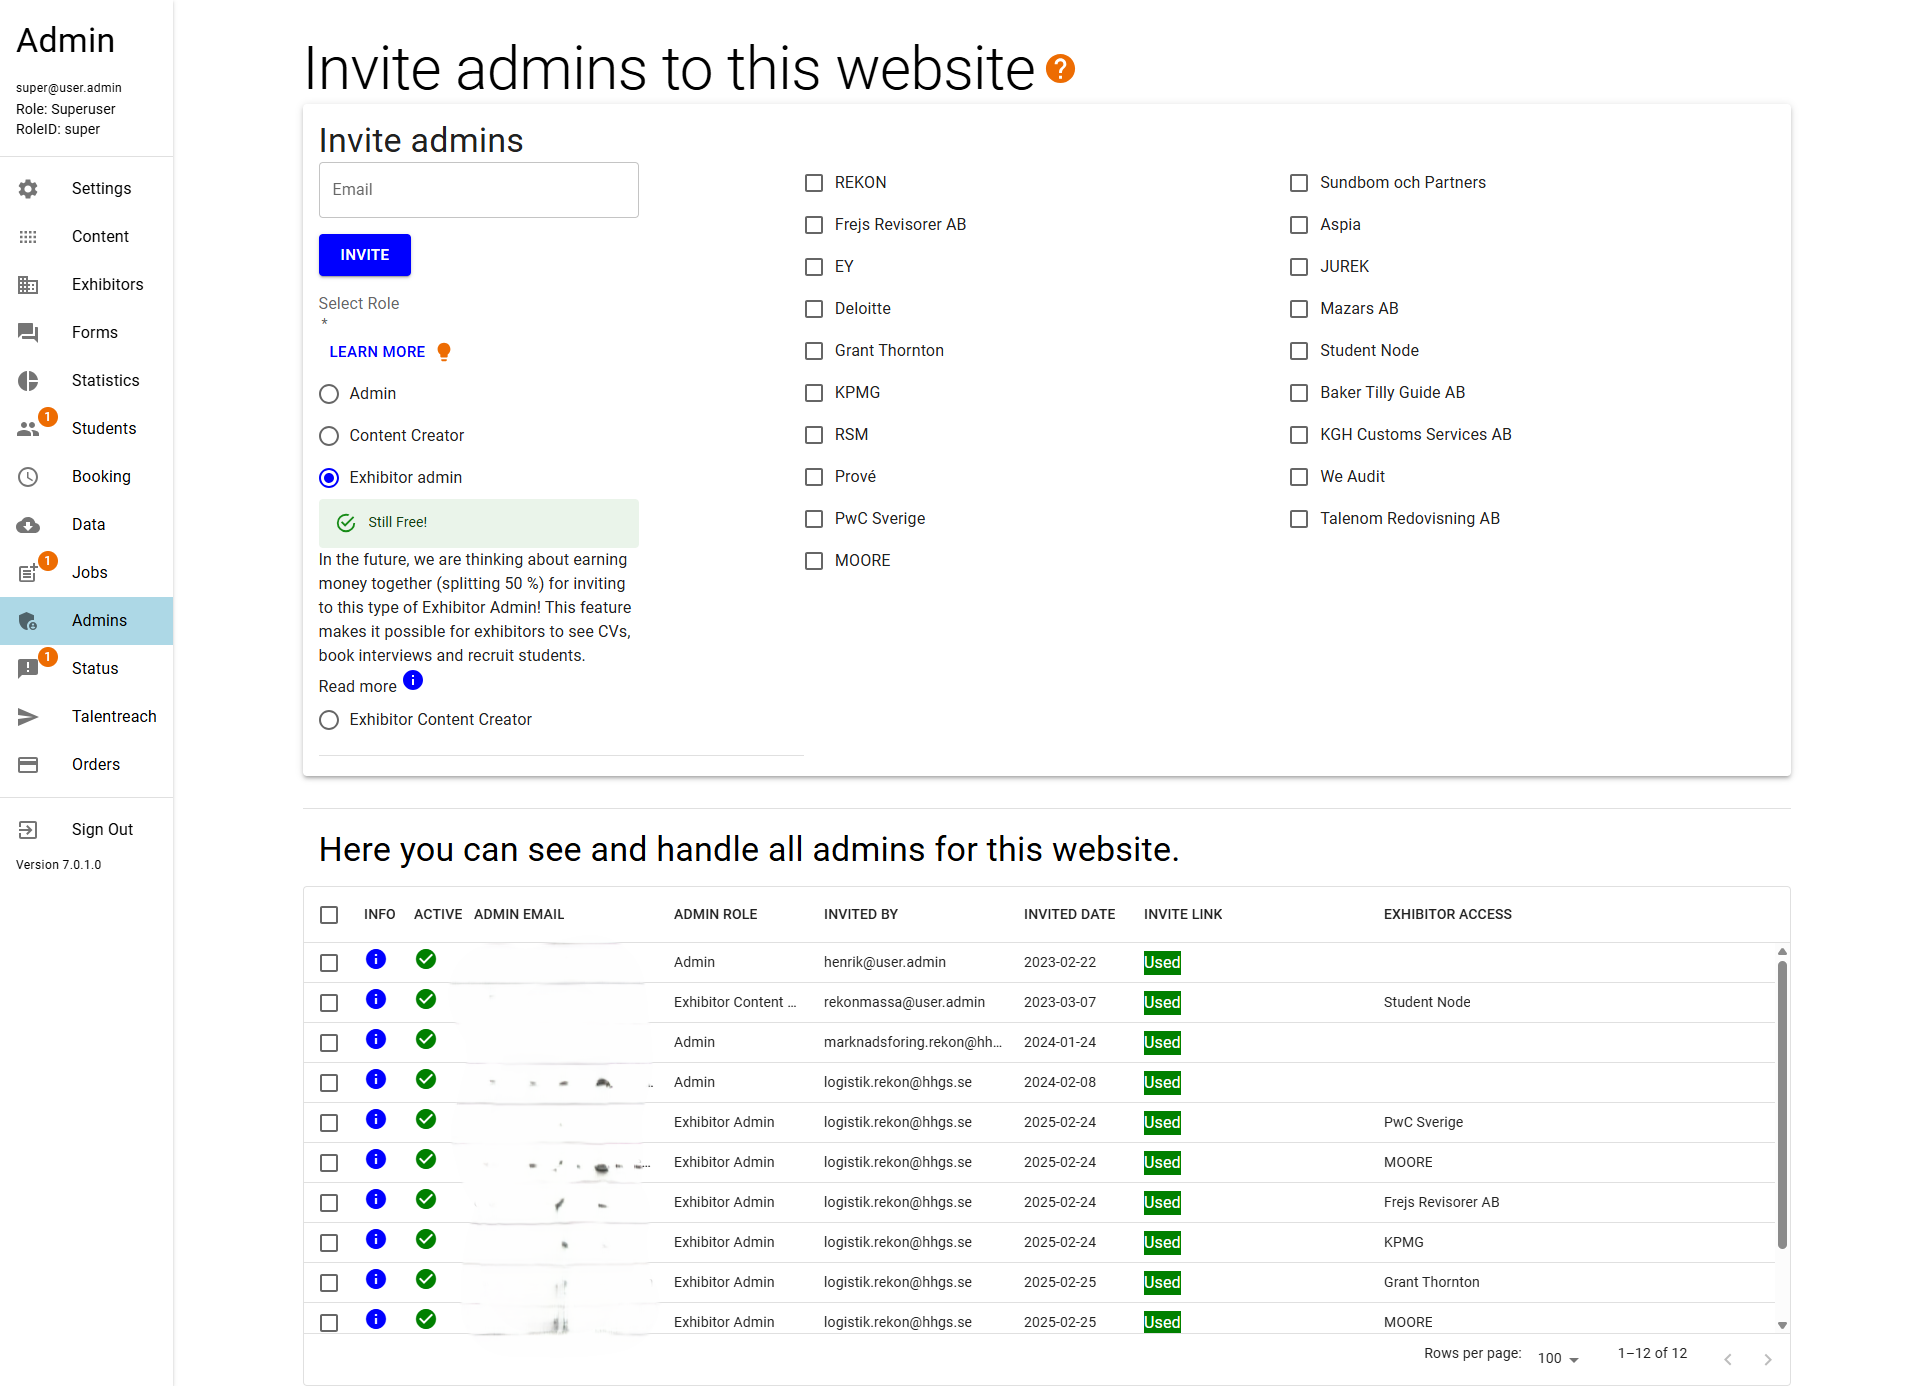 Admin
super@user.admin
Role: Superuser
RoleID: super
Settings
Content
Exhibitors
Forms
Statistics
1
Students
Booking
Data
1
Jobs
Admins
1
Status
Talentreach
Orders
Sign Out
Version 7.0.1.0
Invite admins to this website
Invite admins
Email
INVITE
Select Role
*
LEARN MORE
Admin
Content Creator
Exhibitor admin
Still Free!
In the future, we are thinking about earning
money together (splitting 50 %) for inviting
to this type of Exhibitor Admin! This feature
makes it possible for exhibitors to see CVs,
book interviews and recruit students.
Read more
Exhibitor Content Creator
REKON
Frejs Revisorer AB
EY
Deloitte
Grant Thornton
KPMG
RSM
Prové
PwC Sverige
MOORE
Sundbom och Partners
Aspia
JUREK
Mazars AB
Student Node
Baker Tilly Guide AB
KGH Customs Services AB
We Audit
Talenom Redovisning AB
Here you can see and handle all admins for this website.
INFO ACTIVE ADMIN EMAIL ADMIN ROLE INVITED BY INVITED DATE INVITE LINK EXHIBITOR ACCESS
Admin henrik@user.admin 2023-02-22 Used
Exhibitor Content ... rekonmassa@user.admin 2023-03-07 Used Student Node
Admin marknadsforing.rekon@hh... 2024-01-24 Used
Admin logistik.rekon@hhgs.se 2024-02-08 Used
Exhibitor Admin logistik.rekon@hhgs.se 2025-02-24 Used PwC Sverige
Exhibitor Admin logistik.rekon@hhgs.se 2025-02-24 Used MOORE
Exhibitor Admin logistik.rekon@hhgs.se 2025-02-24 Used Frejs Revisorer AB
Exhibitor Admin logistik.rekon@hhgs.se 2025-02-24 Used KPMG
Exhibitor Admin logistik.rekon@hhgs.se 2025-02-25 Used Grant Thornton
Exhibitor Admin logistik.rekon@hhgs.se 2025-02-25 Used MOORE
Rows per page: 100 1–12 of 12